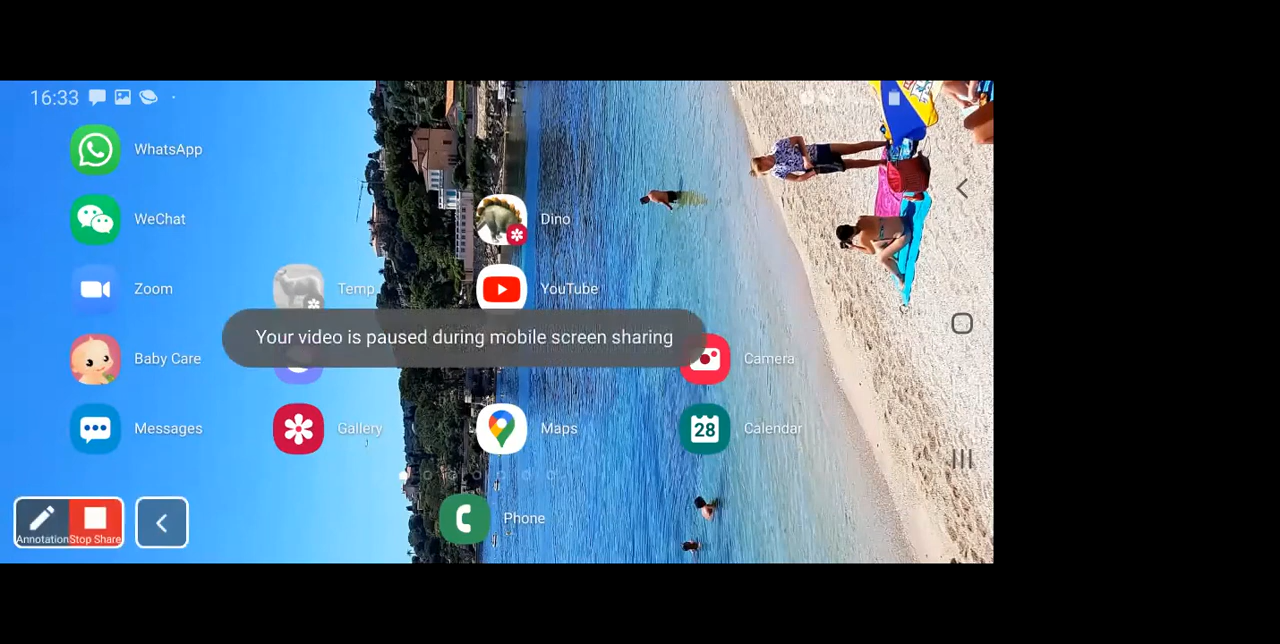 16:33
WhatsApp
WeChat
Dino
Zoom
Temp
YouTube
Your video is paused during mobile screen sharing
Baby Care
Camera
Messages
Gallery
Maps
28
Calendar
Annotation Stop Share
Phone